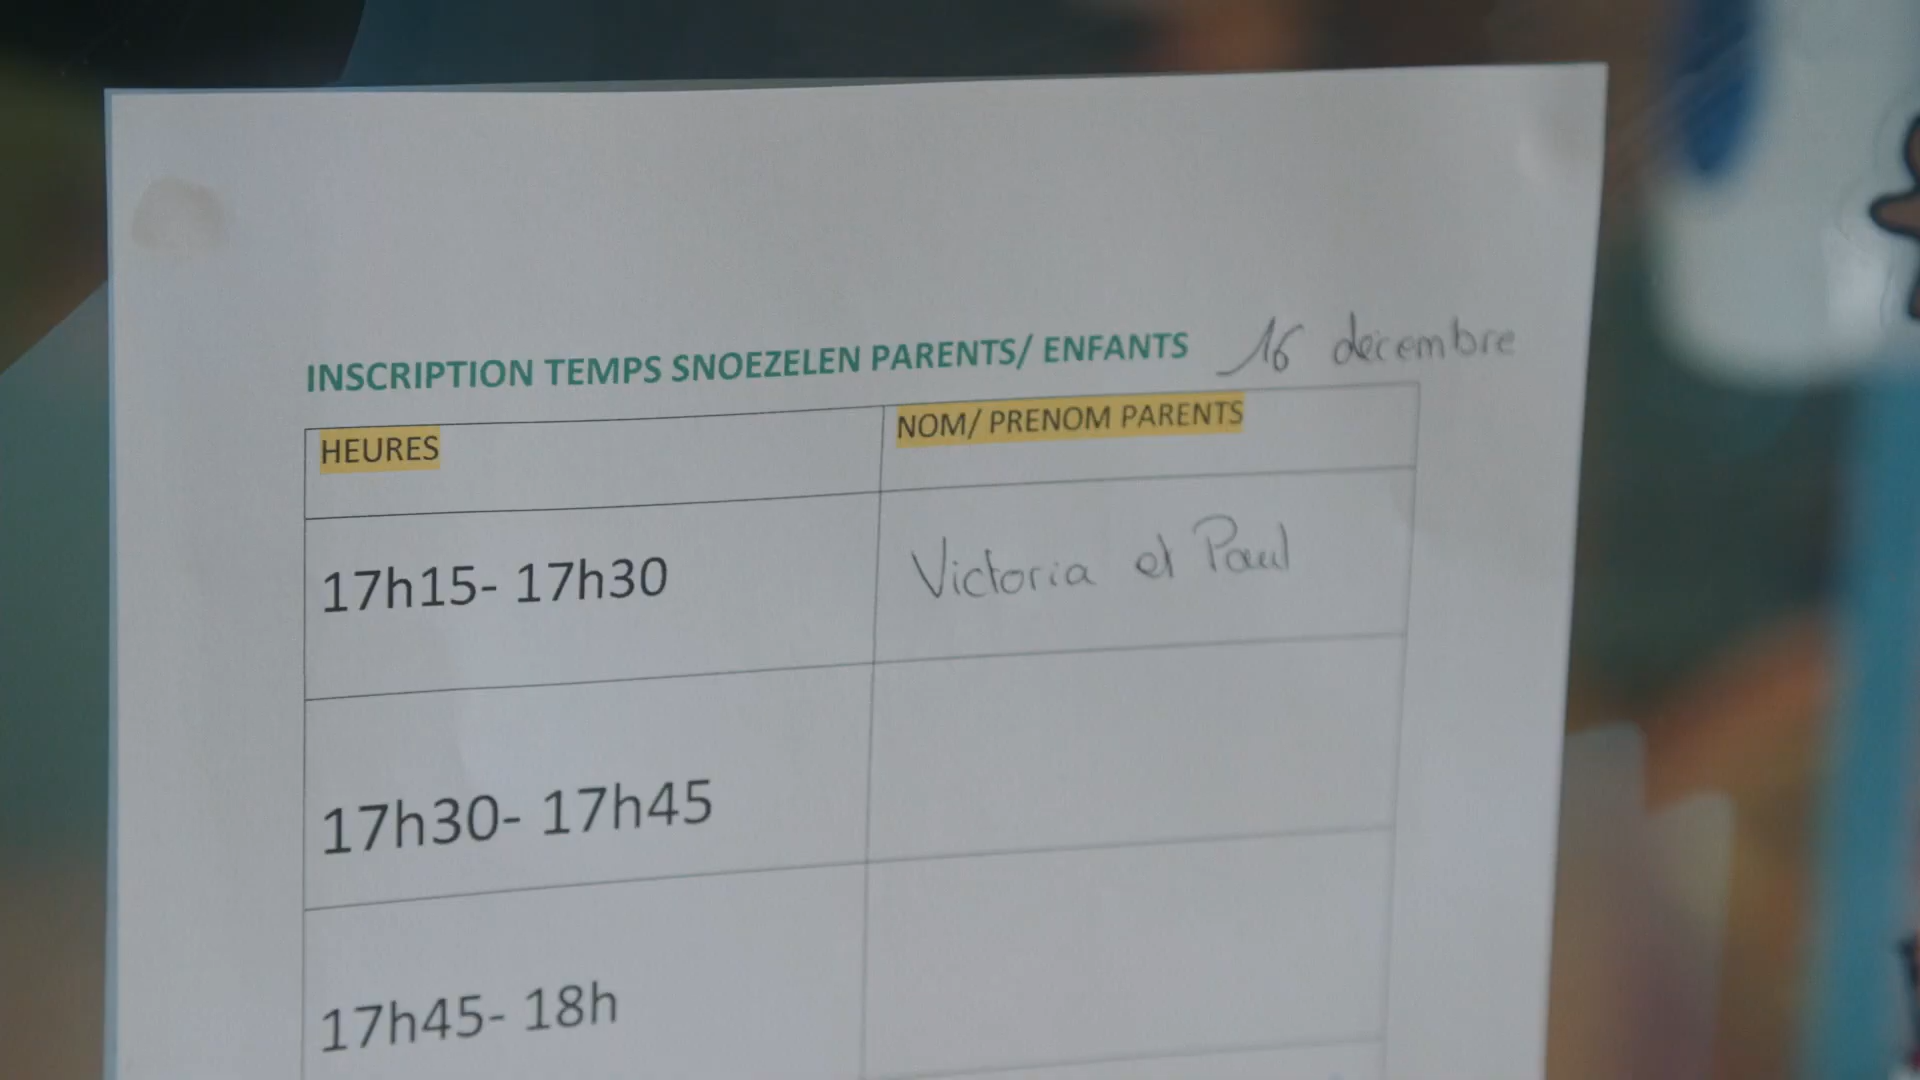 INSCRIPTION TEMPS SNOEZELEN PARENTS/ ENFANTS 16 décembre
HEURES NOM/ PRENOM PARENTS
17h15- 17h30 Victoria et Paul
17h30- 17h45
17h45- 18h